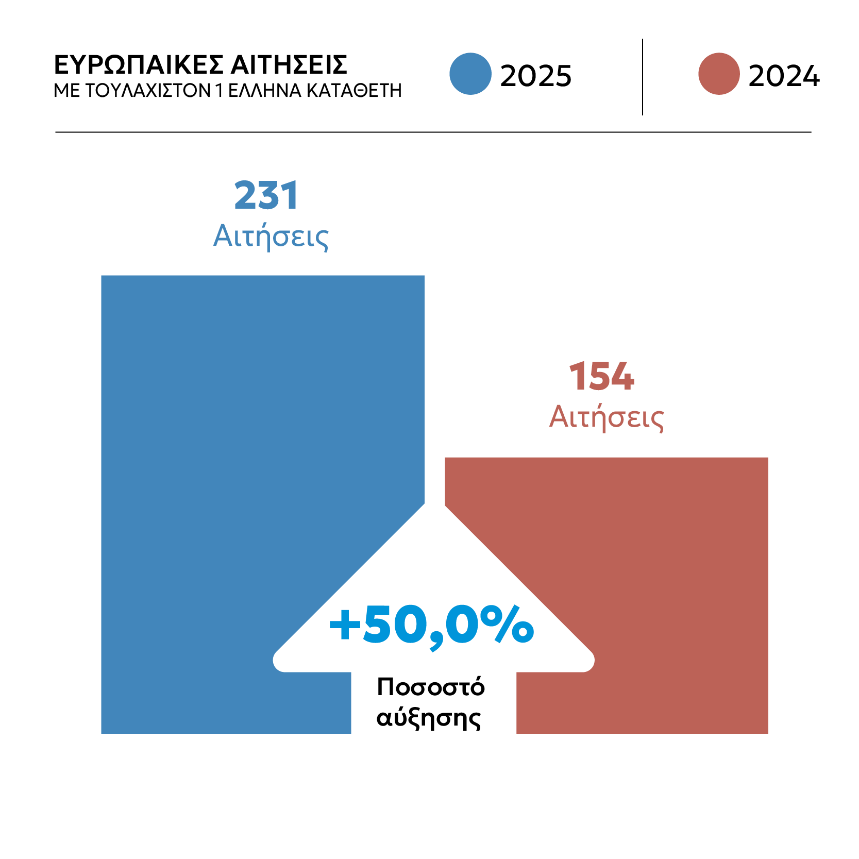 ΕΥΡΩΠΑΙΚΕΣ ΑΙΤΗΣΕΙΣ
ΜΕ ΤΟΥΛΑΧΙΣΤΟΝ 1 ΕΛΛΗΝΑ ΚΑΤΑΘΕΤΗ
2025
2024
231
Αιτήσεις
154
Αιτήσεις
+50,0%
Ποσοστό
αύξησης